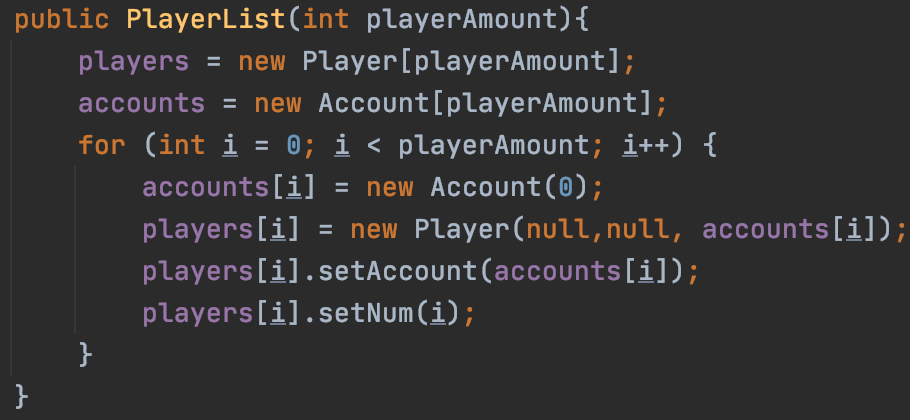 public PlayerList(int playerAmount){
    players = new Player[playerAmount];
    accounts = new Account[playerAmount];
    for (int i = 0; i < playerAmount; i++) {
        accounts[i] = new Account(0);
        players[i] = new Player(null,null, accounts[i]);
        players[i].setAccount(accounts[i]);
        players[i].setNum(i);
    }
}